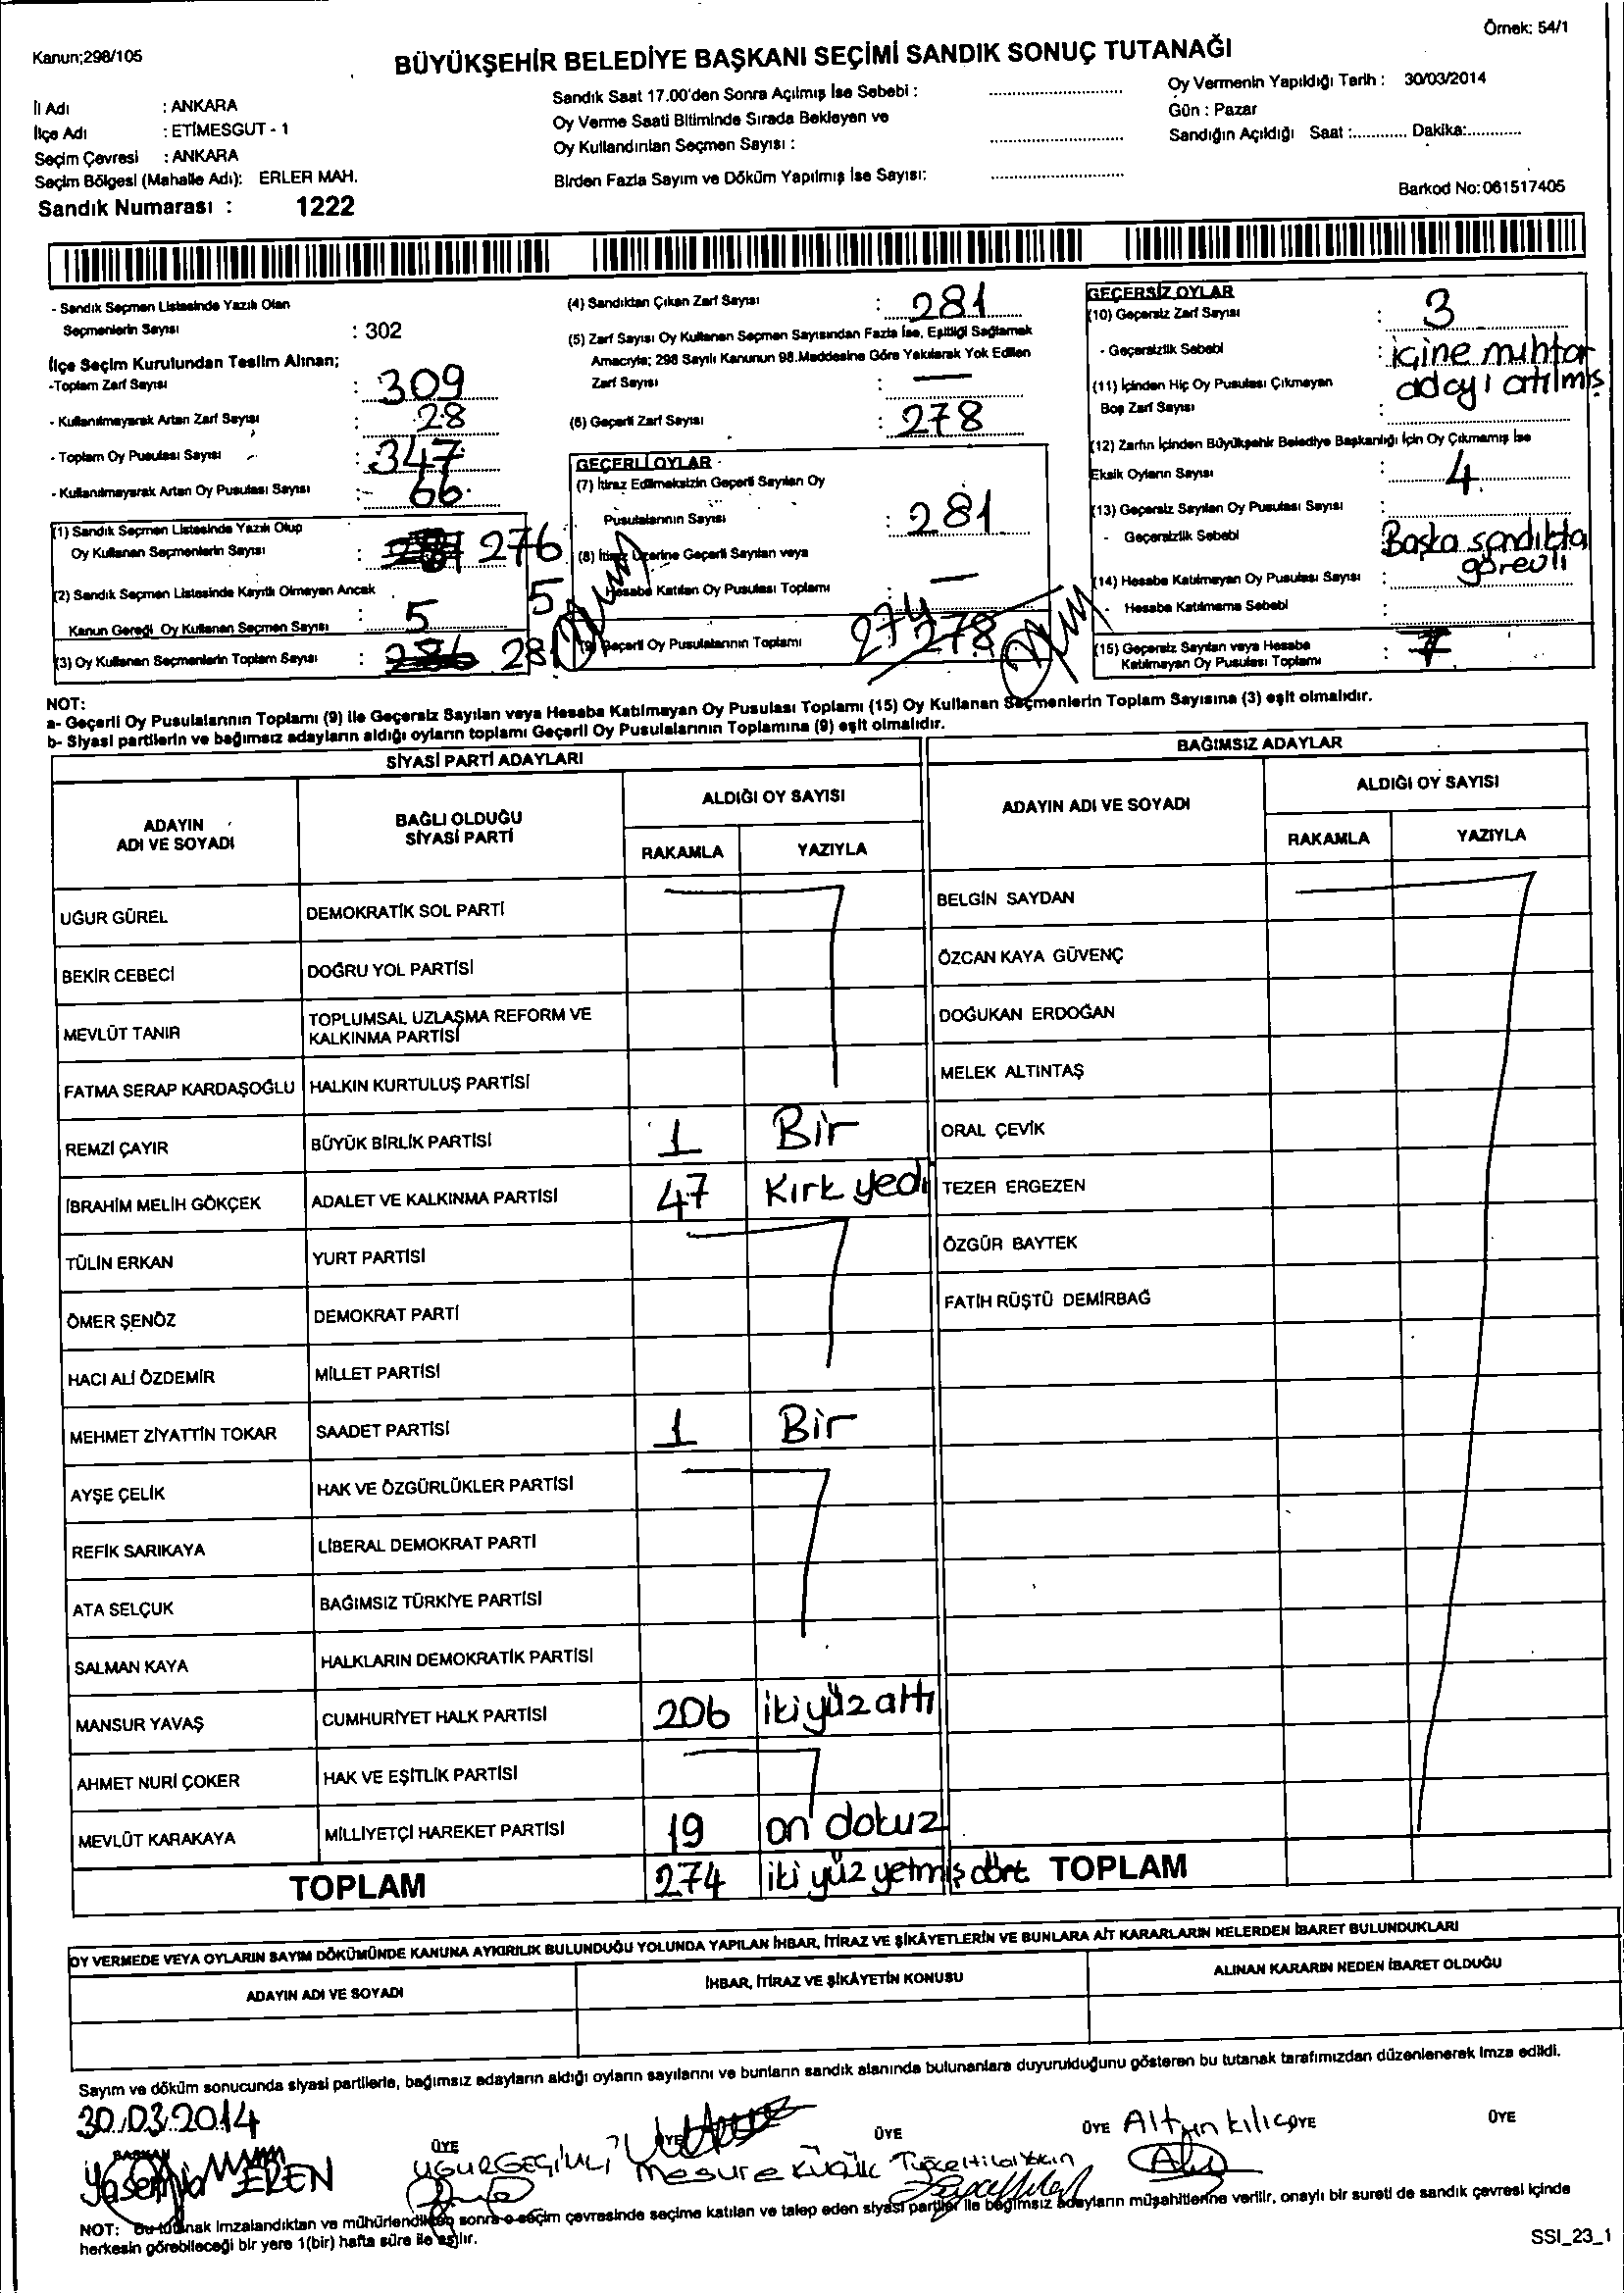 Örnek: 54/1
Kanun;298/105
BÜYÜKŞEHİR BELEDİYE BAŞKANI SEÇİMİ SANDIK SONUÇ TUTANAĞI
İl Adı : ANKARA
İlçe Adı : ETİMESGUT - 1
Seçim Çevresi : ANKARA
Seçim Bölgesi (Mahalle Adı): ERLER MAH.
Sandık Numarası : 1222
Sandık Saat 17.00'den Sonra Açılmış İse Sebebi :
Oy Verme Saati Bitiminde Sırada Bekleyen ve
Oy Kullandırılan Seçmen Sayısı :
Birden Fazla Sayım ve Döküm Yapılmış İse Sayısı:
Oy Vermenin Yapıldığı Tarih : 30/03/2014
Gün : Pazar
Sandığın Açıldığı Saat :............ Dakika:............
Barkod No: 061517405
- Sandık Seçmen Listesinde Yazılı Olan
Seçmenlerin Sayısı : 302
İlçe Seçim Kurulundan Teslim Alınan;
-Toplam Zarf Sayısı : 309
- Kullanılmayarak Artan Zarf Sayısı : 28
- Toplam Oy Pusulası Sayısı : 347
- Kullanılmayarak Artan Oy Pusulası Sayısı : 66
(1) Sandık Seçmen Listesinde Yazılı Olup
Oy Kullanan Seçmenlerin Sayısı : 276
(2) Sandık Seçmen Listesinde Kayıtlı Olmayan Ancak 5
Kanun Gereği Oy Kullanan Seçmen Sayısı : 5
(3) Oy Kullanan Seçmenlerin Toplam Sayısı : 286 281
(4) Sandıktan Çıkan Zarf Sayısı : 281
(5) Zarf Sayısı Oy Kullanan Seçmen Sayısından Fazla İse, Eşitliği Sağlamak
Amacıyla; 298 Sayılı Kanunun 98.Maddesine Göre Yakılarak Yok Edilen
Zarf Sayısı : —
(6) Geçerli Zarf Sayısı : 278
GEÇERLİ OYLAR
(7) İtiraz Edilmeksizin Geçerli Sayılan Oy
Pusulalarının Sayısı : 281
(8) İtiraz Üzerine Geçerli Sayılan veya
Hesaba Katılan Oy Pusulası Toplamı : —
(9) Geçerli Oy Pusulalarının Toplamı 274 278
GEÇERSİZ OYLAR
(10) Geçersiz Zarf Sayısı : 3
- Geçersizlik Sebebi : içine muhtar
adayı atılmış
(11) İçinden Hiç Oy Pusulası Çıkmayan
Boş Zarf Sayısı :
(12) Zarfın İçinden Büyükşehir Belediye Başkanlığı İçin Oy Çıkmamış İse
Eksik Oyların Sayısı : 4
(13) Geçersiz Sayılan Oy Pusulası Sayısı :
- Geçersizlik Sebebi Başka sandıkta
görevli
(14) Hesaba Katılmayan Oy Pusulası Sayısı :
- Hesaba Katılmama Sebebi :
(15) Geçersiz Sayılan veya Hesaba
Katılmayan Oy Pusulası Toplamı : 7
NOT:
a- Geçerli Oy Pusulalarının Toplamı (9) ile Geçersiz Sayılan veya Hesaba Katılmayan Oy Pusulası Toplamı (15) Oy Kullanan Seçmenlerin Toplam Sayısına (3) eşit olmalıdır.
b- Siyasi partilerin ve bağımsız adayların aldığı oyların toplamı Geçerli Oy Pusulalarının Toplamına (9) eşit olmalıdır.
SİYASİ PARTİ ADAYLARI
BAĞIMSIZ ADAYLAR
ADAYIN
ADI VE SOYADI
BAĞLI OLDUĞU
SİYASİ PARTİ
ALDIĞI OY SAYISI
RAKAMLA YAZIYLA
ADAYIN ADI VE SOYADI
ALDIĞI OY SAYISI
RAKAMLA YAZIYLA
UĞUR GÜREL DEMOKRATİK SOL PARTİ BELGİN SAYDAN
BEKİR CEBECİ DOĞRU YOL PARTİSİ ÖZCAN KAYA GÜVENÇ
MEVLÜT TANIR TOPLUMSAL UZLAŞMA REFORM VE
KALKINMA PARTİSİ DOĞUKAN ERDOĞAN
FATMA SERAP KARDAŞOĞLU HALKIN KURTULUŞ PARTİSİ MELEK ALTINTAŞ
REMZİ ÇAYIR BÜYÜK BİRLİK PARTİSİ 1 Bir ORAL ÇEVİK
İBRAHİM MELİH GÖKÇEK ADALET VE KALKINMA PARTİSİ 47 Kırk yedi TEZER ERGEZEN
TÜLİN ERKAN YURT PARTİSİ ÖZGÜR BAYTEK
ÖMER ŞENÖZ DEMOKRAT PARTİ FATİH RÜŞTÜ DEMİRBAĞ
HACI ALİ ÖZDEMİR MİLLET PARTİSİ
MEHMET ZİYATTİN TOKAR SAADET PARTİSİ 1 Bir
AYŞE ÇELİK HAK VE ÖZGÜRLÜKLER PARTİSİ
REFİK SARIKAYA LİBERAL DEMOKRAT PARTİ
ATA SELÇUK BAĞIMSIZ TÜRKİYE PARTİSİ
SALMAN KAYA HALKLARIN DEMOKRATİK PARTİSİ
MANSUR YAVAŞ CUMHURİYET HALK PARTİSİ 206 iki yüz altı
AHMET NURİ ÇOKER HAK VE EŞİTLİK PARTİSİ
MEVLÜT KARAKAYA MİLLİYETÇİ HAREKET PARTİSİ 19 on dokuz
TOPLAM 274 iki yüz yetmiş dört TOPLAM
OY VERMEDE VEYA OYLARIN SAYIM DÖKÜMÜNDE KANUNA AYKIRILIK BULUNDUĞU YOLUNDA YAPILAN İHBAR, İTİRAZ VE ŞİKÂYETLERİN VE BUNLARA AİT KARARLARIN NELERDEN İBARET BULUNDUKLARI
ADAYIN ADI VE SOYADI İHBAR, İTİRAZ VE ŞİKÂYETİN KONUSU ALINAN KARARIN NEDEN İBARET OLDUĞU
Sayım ve döküm sonucunda siyasi partilerle, bağımsız adayların aldığı oyların sayılarını ve bunların sandık alanında bulunanlara duyurulduğunu gösteren bu tutanak tarafımızdan düzenlenerek imza edildi.
30.03.2014
BAŞKAN ÜYE ÜYE ÜYE ÜYE ÜYE ÜYE
Yasemin EREN UĞUR GEÇİMLİ Mesure Küçük Altun kılıç
NOT: Bu tutanak imzalandıktan ve mühürlendikten sonra o seçim çevresinde seçime katılan ve talep eden siyasi partiler ile bağımsız adayların müşahitlerine verilir, onaylı bir sureti de sandık çevresi içinde
herkesin görebileceği bir yere 1(bir) hafta süre ile asılır.
SSI_23_1